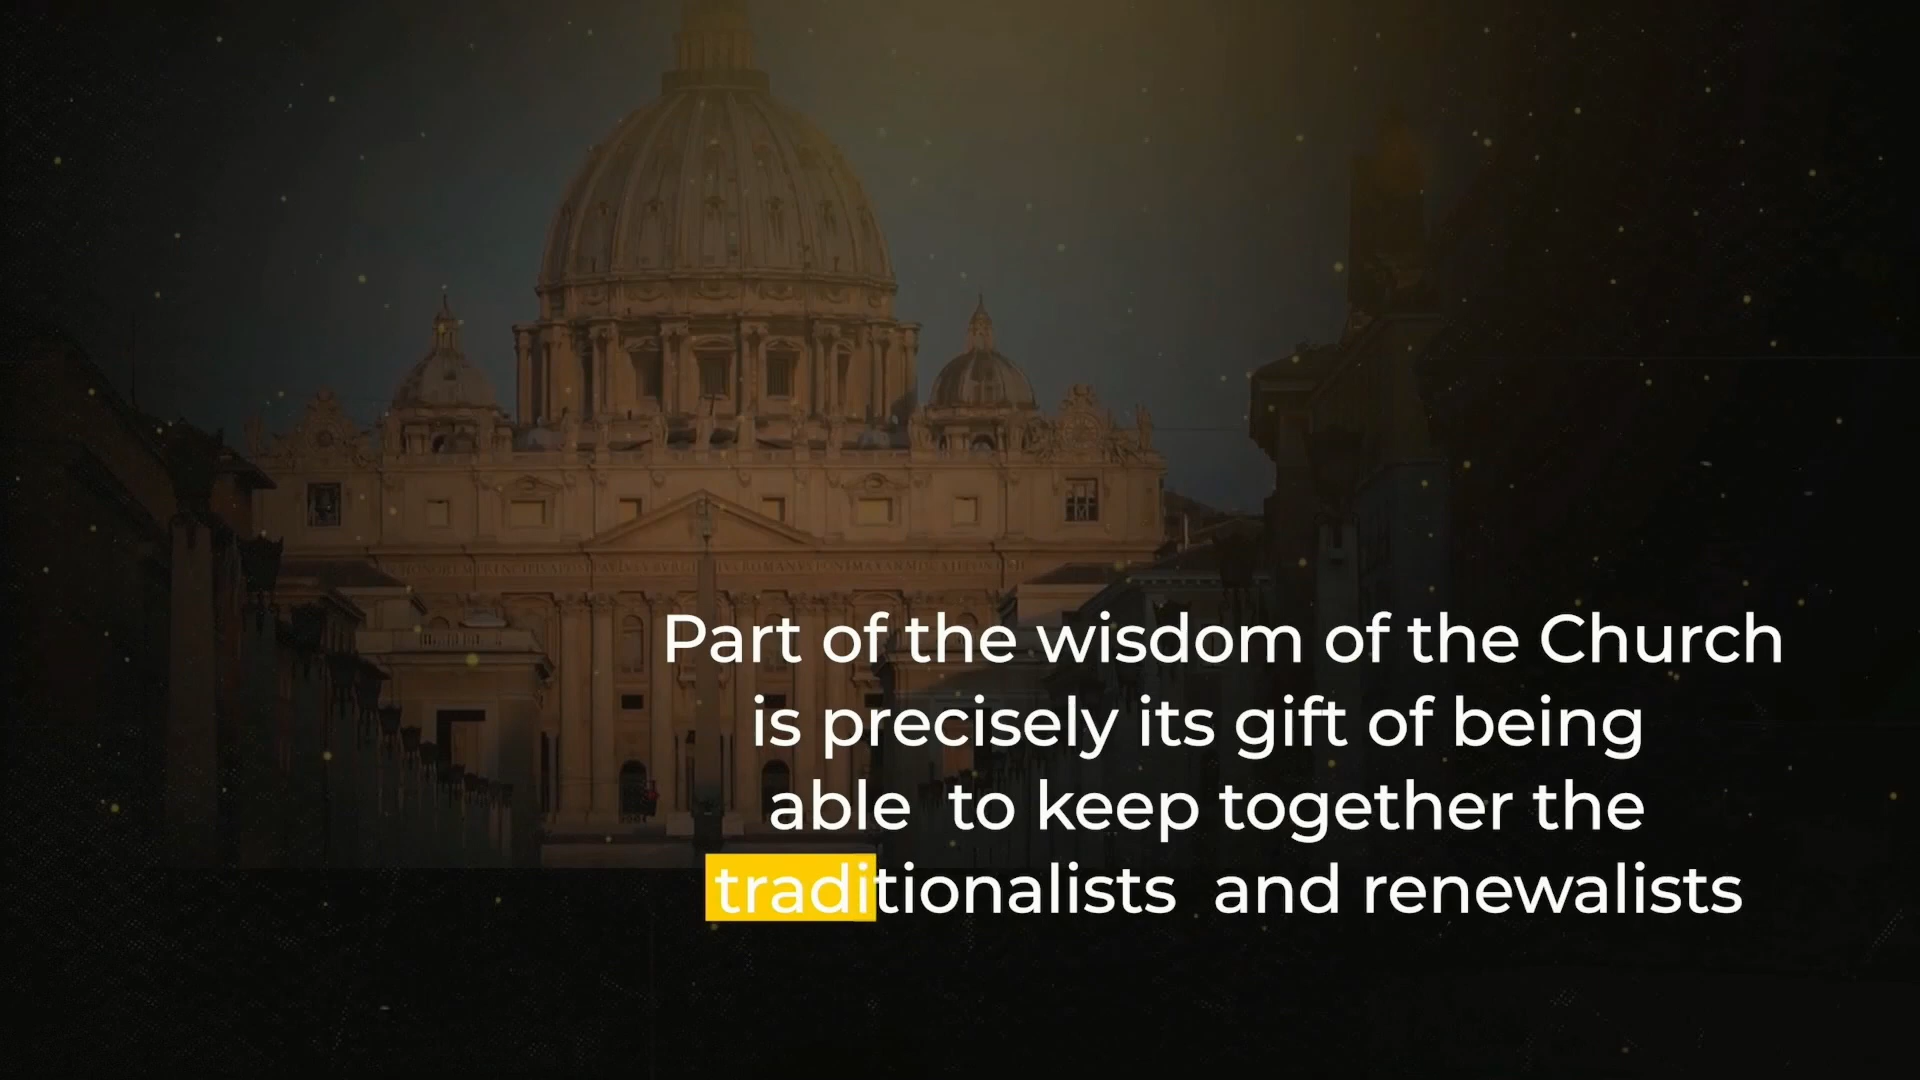 Part of the wisdom of the Church
is precisely its gift of being
able to keep together the
traditionalists and renewalists